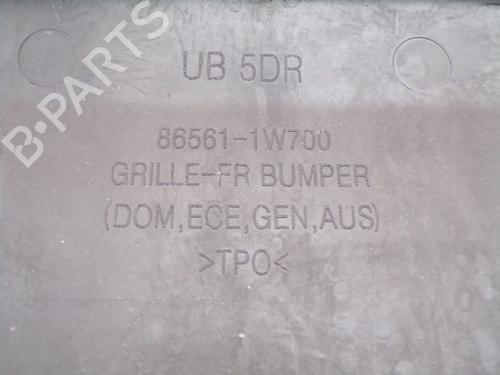 UB 5DR
86561-1W700
GRILLE-FR BUMPER
(DOM,ECE,GEN,AUS)
>TPO<
B-PARTS